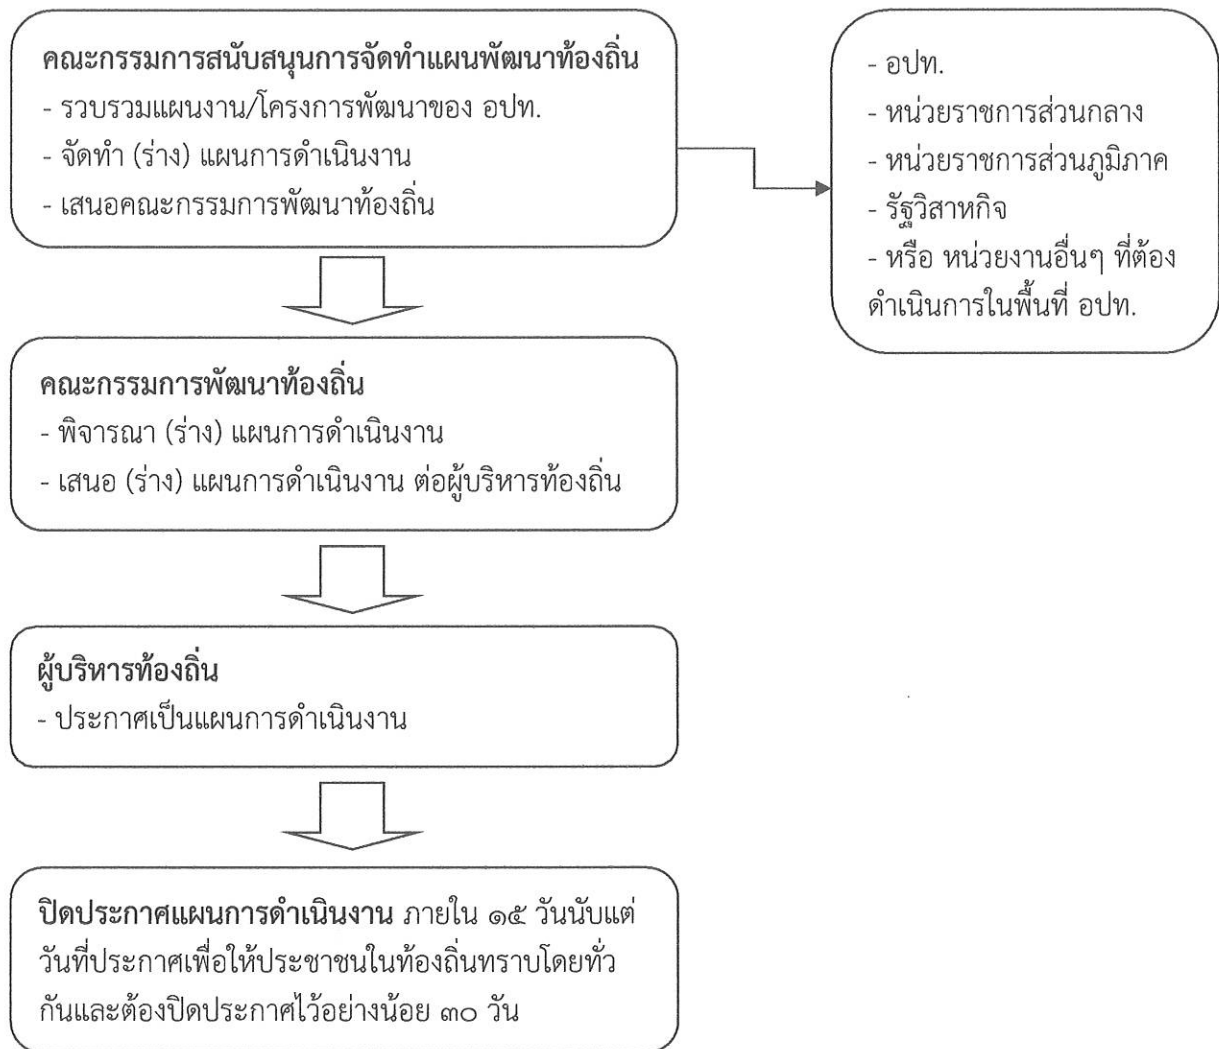 คณะกรรมการสนับสนุนการจัดทำแผนพัฒนาท้องถิ่น
- รวบรวมแผนงาน/โครงการพัฒนาของ อปท.
- จัดทำ (ร่าง) แผนการดำเนินงาน
- เสนอคณะกรรมการพัฒนาท้องถิ่น
- อปท.
- หน่วยราชการส่วนกลาง
- หน่วยราชการส่วนภูมิภาค
- รัฐวิสาหกิจ
- หรือ หน่วยงานอื่นๆ ที่ต้อง
ดำเนินการในพื้นที่ อปท.
คณะกรรมการพัฒนาท้องถิ่น
- พิจารณา (ร่าง) แผนการดำเนินงาน
- เสนอ (ร่าง) แผนการดำเนินงาน ต่อผู้บริหารท้องถิ่น
ผู้บริหารท้องถิ่น
- ประกาศเป็นแผนการดำเนินงาน
ปิดประกาศแผนการดำเนินงาน ภายใน ๑๕ วันนับแต่
วันที่ประกาศเพื่อให้ประชาชนในท้องถิ่นทราบโดยทั่ว
กันและต้องปิดประกาศไว้อย่างน้อย ๓๐ วัน